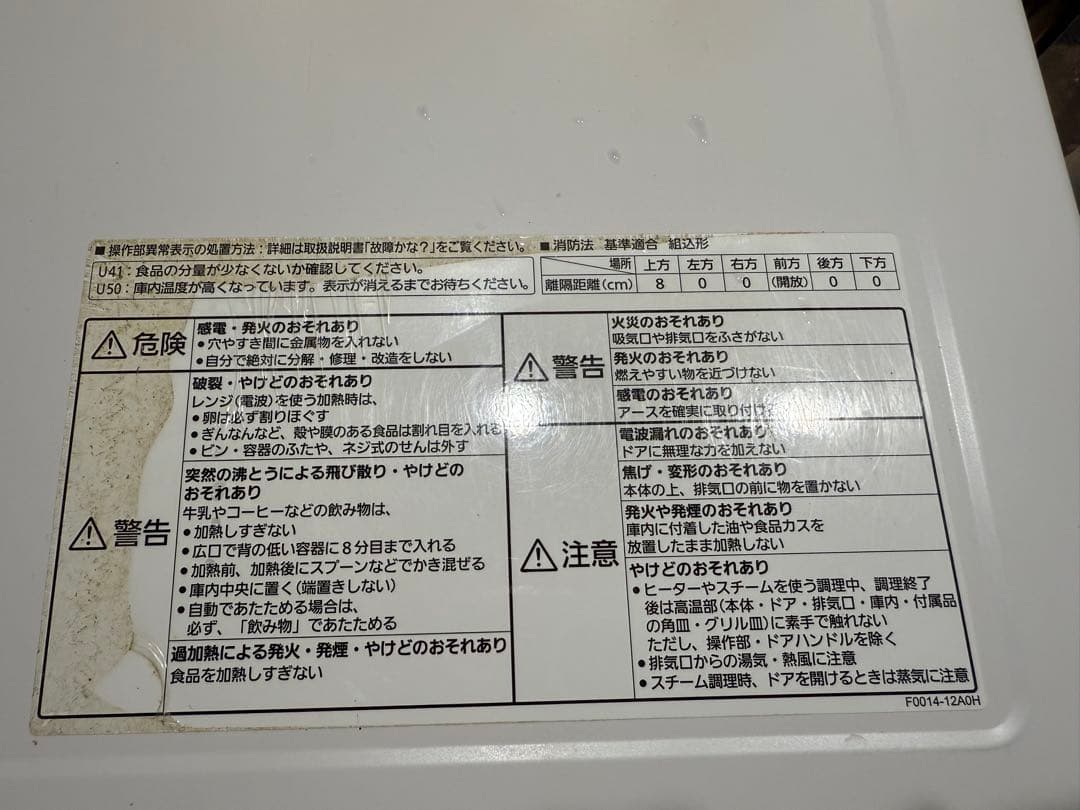 ■操作部異常表示の処置方法：詳細は取扱説明書「故障かな？」をご覧ください。
U41：食品の分量が少なくないか確認してください。
U50：庫内温度が高くなっています。表示が消えるまでお待ちください。
■消防法 基準適合 組込形
場所 上方 左方 右方 前方 後方 下方
離隔距離(cm) 8 0 0 (開放) 0 0
⚠危険
感電・発火のおそれあり
●穴やすき間に金属物を入れない
●自分で絶対に分解・修理・改造をしない
⚠警告
破裂・やけどのおそれあり
レンジ(電波)を使う加熱時は、
●卵は必ず割りほぐす
●ぎんなんなど、殻や膜のある食品は割れ目を入れる
●ビン・容器のふたや、ネジ式のせんは外す
突然の沸とうによる飛び散り・やけどの
おそれあり
牛乳やコーヒーなどの飲み物は、
●加熱しすぎない
●広口で背の低い容器に8分目まで入れる
●加熱前、加熱後にスプーンなどでかき混ぜる
●庫内中央に置く(端置きしない)
●自動であたためる場合は、
必ず、「飲み物」であたためる
過加熱による発火・発煙・やけどのおそれあり
食品を加熱しすぎない
⚠警告
火災のおそれあり
吸気口や排気口をふさがない
発火のおそれあり
燃えやすい物を近づけない
感電のおそれあり
アースを確実に取り付ける
⚠注意
電波漏れのおそれあり
ドアに無理な力を加えない
焦げ・変形のおそれあり
本体の上、排気口の前に物を置かない
発火や発煙のおそれあり
庫内に付着した油や食品カスを
放置したまま加熱しない
やけどのおそれあり
●ヒーターやスチームを使う調理中、調理終了
後は高温部(本体・ドア・排気口・庫内・付属品
の角皿・グリル皿)に素手で触れない
ただし、操作部・ドアハンドルを除く
●排気口からの湯気・熱風に注意
●スチーム調理時、ドアを開けるときは蒸気に注意
F0014-12A0H